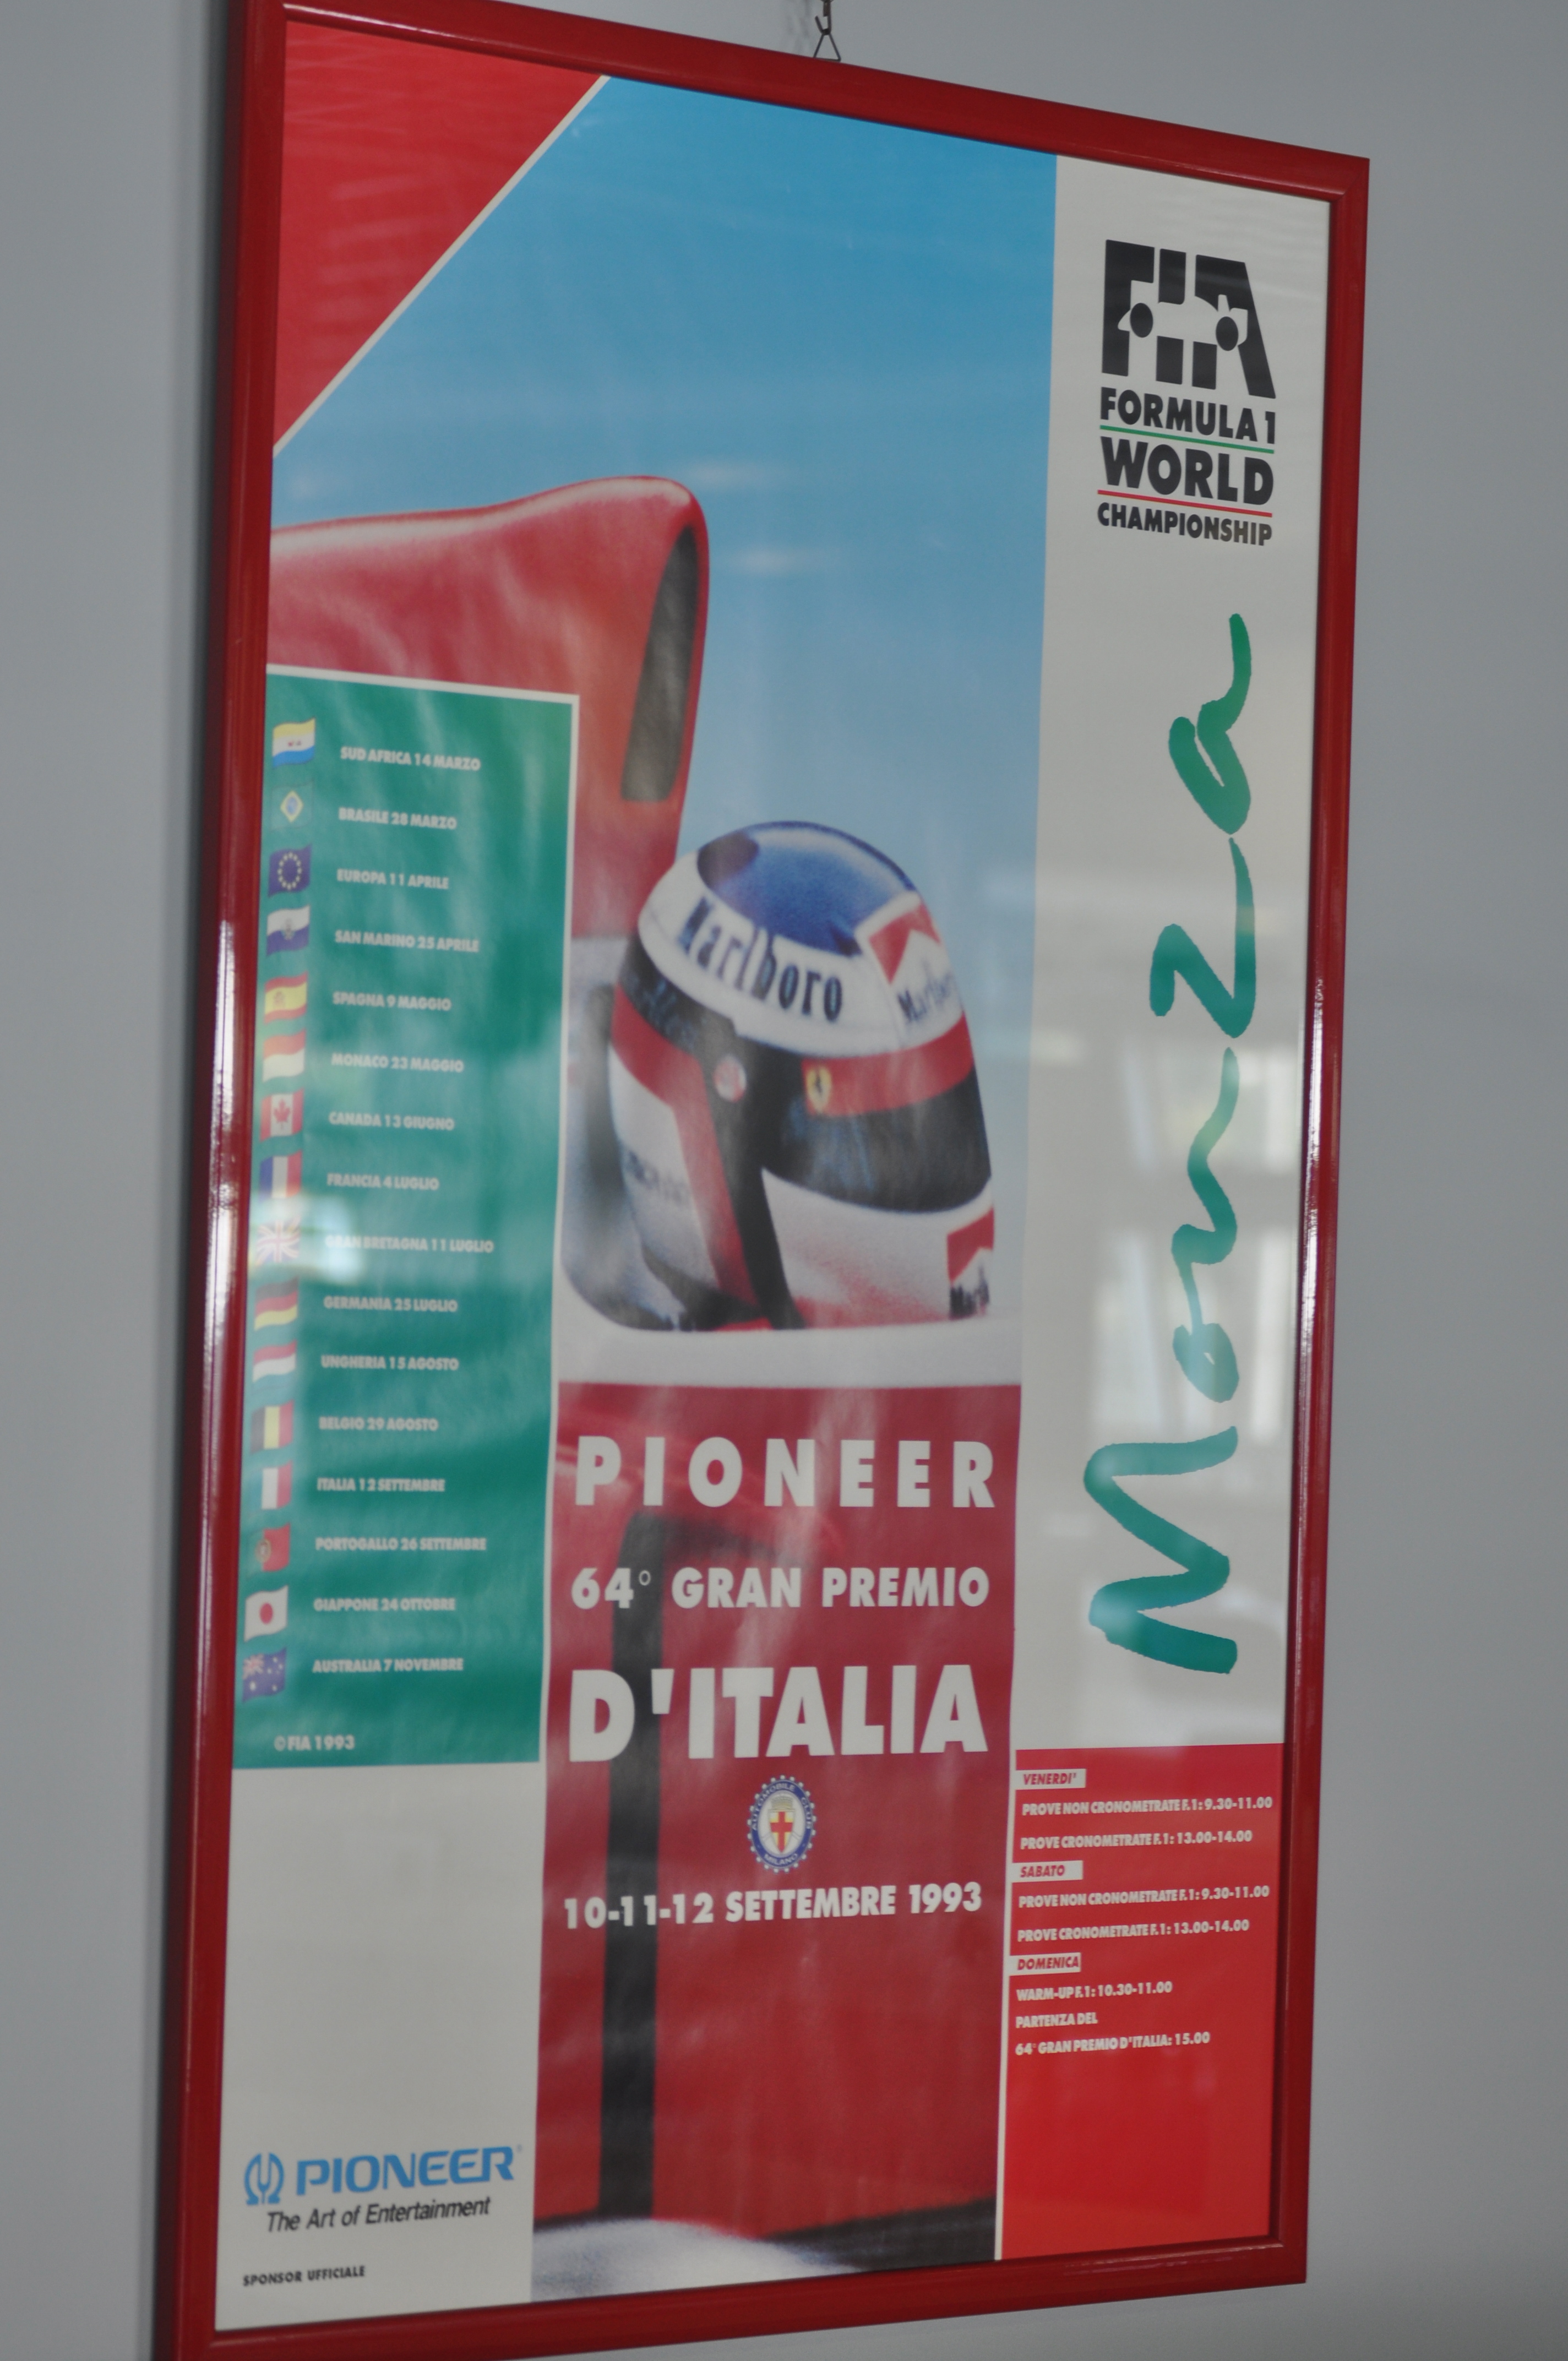 FIA
FORMULA 1
WORLD
CHAMPIONSHIP
Monza
SUD AFRICA 14 MARZO
BRASILE 28 MARZO
EUROPA 11 APRILE
SAN MARINO 25 APRILE
SPAGNA 9 MAGGIO
MONACO 23 MAGGIO
CANADA 13 GIUGNO
FRANCIA 4 LUGLIO
GRAN BRETAGNA 11 LUGLIO
GERMANIA 25 LUGLIO
UNGHERIA 15 AGOSTO
BELGIO 29 AGOSTO
ITALIA 12 SETTEMBRE
PORTOGALLO 26 SETTEMBRE
GIAPPONE 24 OTTOBRE
AUSTRALIA 7 NOVEMBRE
©FIA 1993
Marlboro
Marlboro
PIONEER
64° GRAN PREMIO
D'ITALIA
AUTOMOBILE CLUB
MILANO
10-11-12 SETTEMBRE 1993
VENERDI'
PROVE NON CRONOMETRATE F.1: 9.30-11.00
PROVE CRONOMETRATE F.1: 13.00-14.00
SABATO
PROVE NON CRONOMETRATE F.1: 9.30-11.00
PROVE CRONOMETRATE F.1: 13.00-14.00
DOMENICA
WARM-UP F.1: 10.30-11.00
PARTENZA DEL
64° GRAN PREMIO D'ITALIA: 15.00
PIONEER®
The Art of Entertainment
SPONSOR UFFICIALE